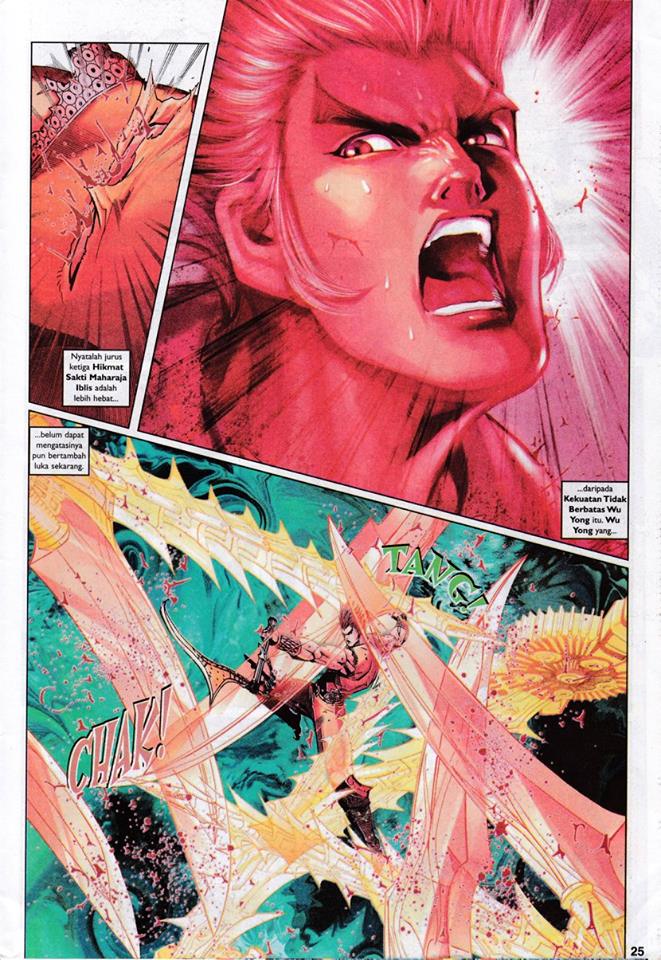 Nyatalah jurus
ketiga Hikmat
Sakti Maharaja
Iblis adalah
lebih hebat...
...daripada
Kekuatan Tidak
Berbatas Wu
Yong itu. Wu
Yong yang...
...belum dapat
mengatasinya
pun bertambah
luka sekarang.
TANG!
CHAK!
25